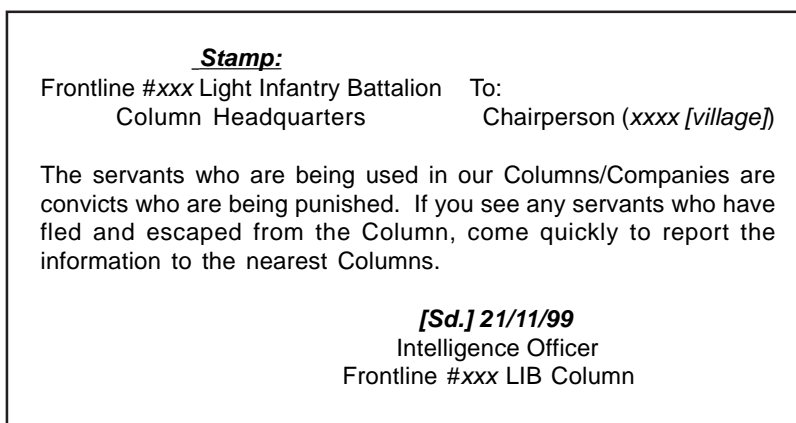 Stamp:
Frontline #xxx Light Infantry Battalion To:
Column Headquarters Chairperson (xxxx [village])
The servants who are being used in our Columns/Companies are
convicts who are being punished. If you see any servants who have
fled and escaped from the Column, come quickly to report the
information to the nearest Columns.
[Sd.] 21/11/99
Intelligence Officer
Frontline #xxx LIB Column